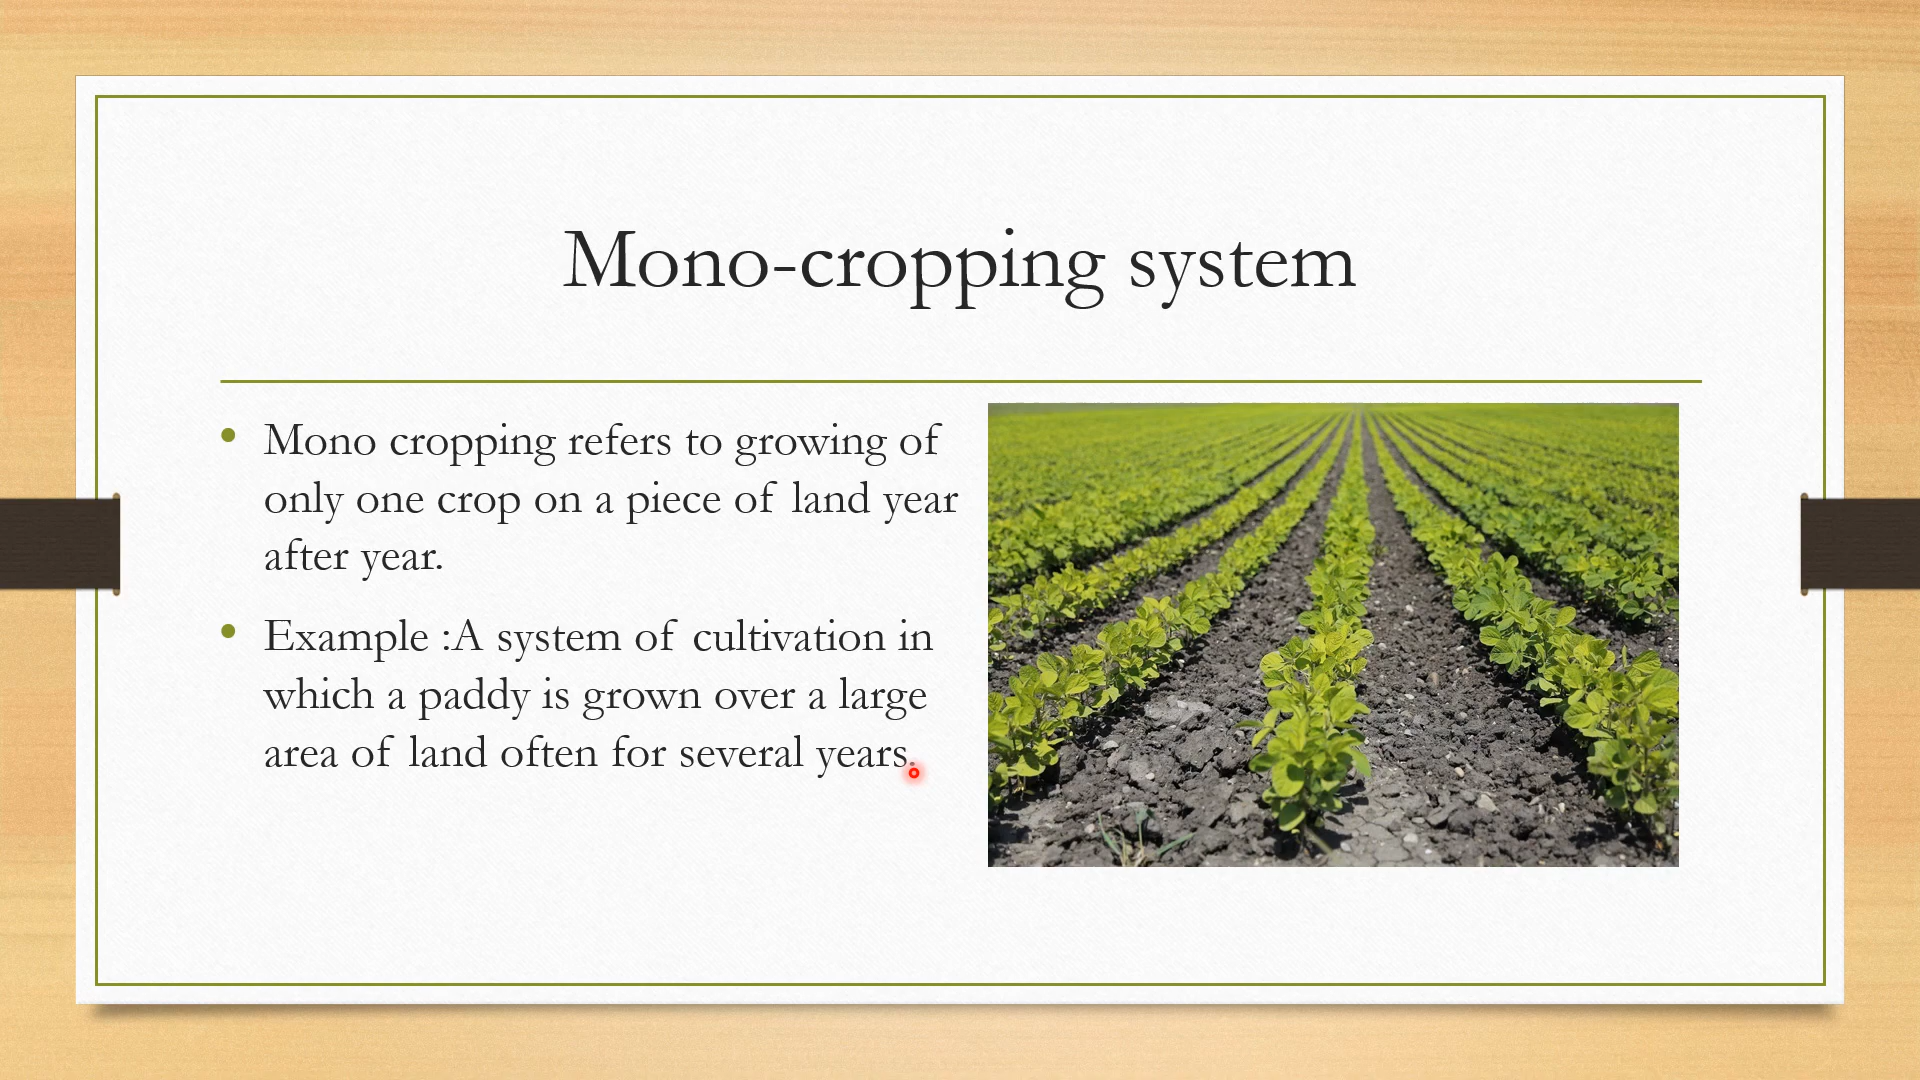 Mono-cropping system
Mono cropping refers to growing of
only one crop on a piece of land year
after year.
Example :A system of cultivation in
which a paddy is grown over a large
area of land often for several years.